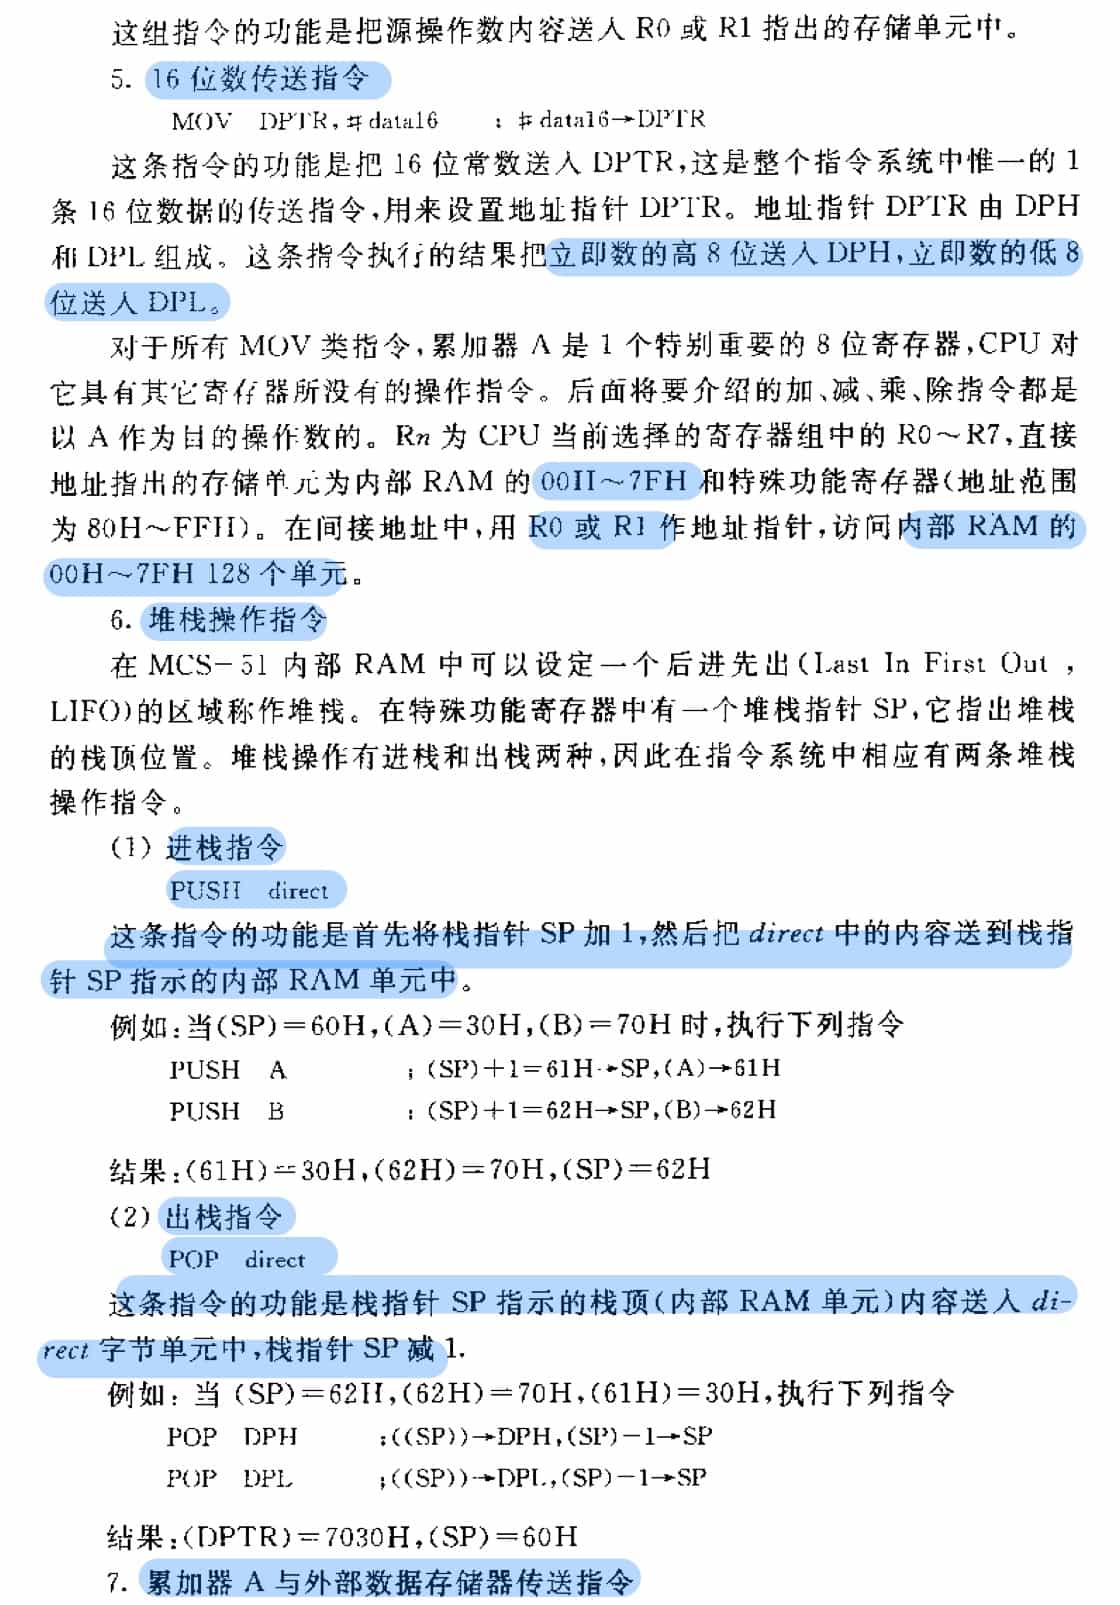 这组指令的功能是把源操作数内容送入 R0 或 R1 指出的存储单元中。
5. 16 位数传送指令
MOV DPTR,#data16 ;#data16→DPTR
这条指令的功能是把 16 位常数送入 DPTR,这是整个指令系统中惟一的 1
条 16 位数据的传送指令,用来设置地址指针 DPTR。地址指针 DPTR 由 DPH
和 DPL 组成。这条指令执行的结果把立即数的高 8 位送入 DPH,立即数的低 8
位送入 DPL。
对于所有 MOV 类指令,累加器 A 是 1 个特别重要的 8 位寄存器,CPU 对
它具有其它寄存器所没有的操作指令。后面将要介绍的加、减、乘、除指令都是
以 A 作为目的操作数的。Rn 为 CPU 当前选择的寄存器组中的 R0～R7,直接
地址指出的存储单元为内部 RAM 的 00H～7FH 和特殊功能寄存器(地址范围
为 80H～FFH)。在间接地址中,用 R0 或 R1 作地址指针,访问内部 RAM 的
00H～7FH 128 个单元。
6. 堆栈操作指令
在 MCS-51 内部 RAM 中可以设定一个后进先出(Last In First Out ,
LIFO)的区域称作堆栈。在特殊功能寄存器中有一个堆栈指针 SP,它指出堆栈
的栈顶位置。堆栈操作有进栈和出栈两种,因此在指令系统中相应有两条堆栈
操作指令。
(1) 进栈指令
PUSH direct
这条指令的功能是首先将栈指针 SP 加 1,然后把 direct 中的内容送到栈指
针 SP 指示的内部 RAM 单元中。
例如:当(SP)=60H,(A)=30H,(B)=70H 时,执行下列指令
PUSH A ;(SP)+1=61H→SP,(A)→61H
PUSH B ;(SP)+1=62H→SP,(B)→62H
结果:(61H)=30H,(62H)=70H,(SP)=62H
(2) 出栈指令
POP direct
这条指令的功能是栈指针 SP 指示的栈顶(内部 RAM 单元)内容送入 di-
rect 字节单元中,栈指针 SP 减 1.
例如: 当 (SP)=62H,(62H)=70H,(61H)=30H,执行下列指令
POP DPH ;((SP))→DPH,(SP)-1→SP
POP DPL ;((SP))→DPL,(SP)-1→SP
结果:(DPTR)=7030H,(SP)=60H
7. 累加器 A 与外部数据存储器传送指令